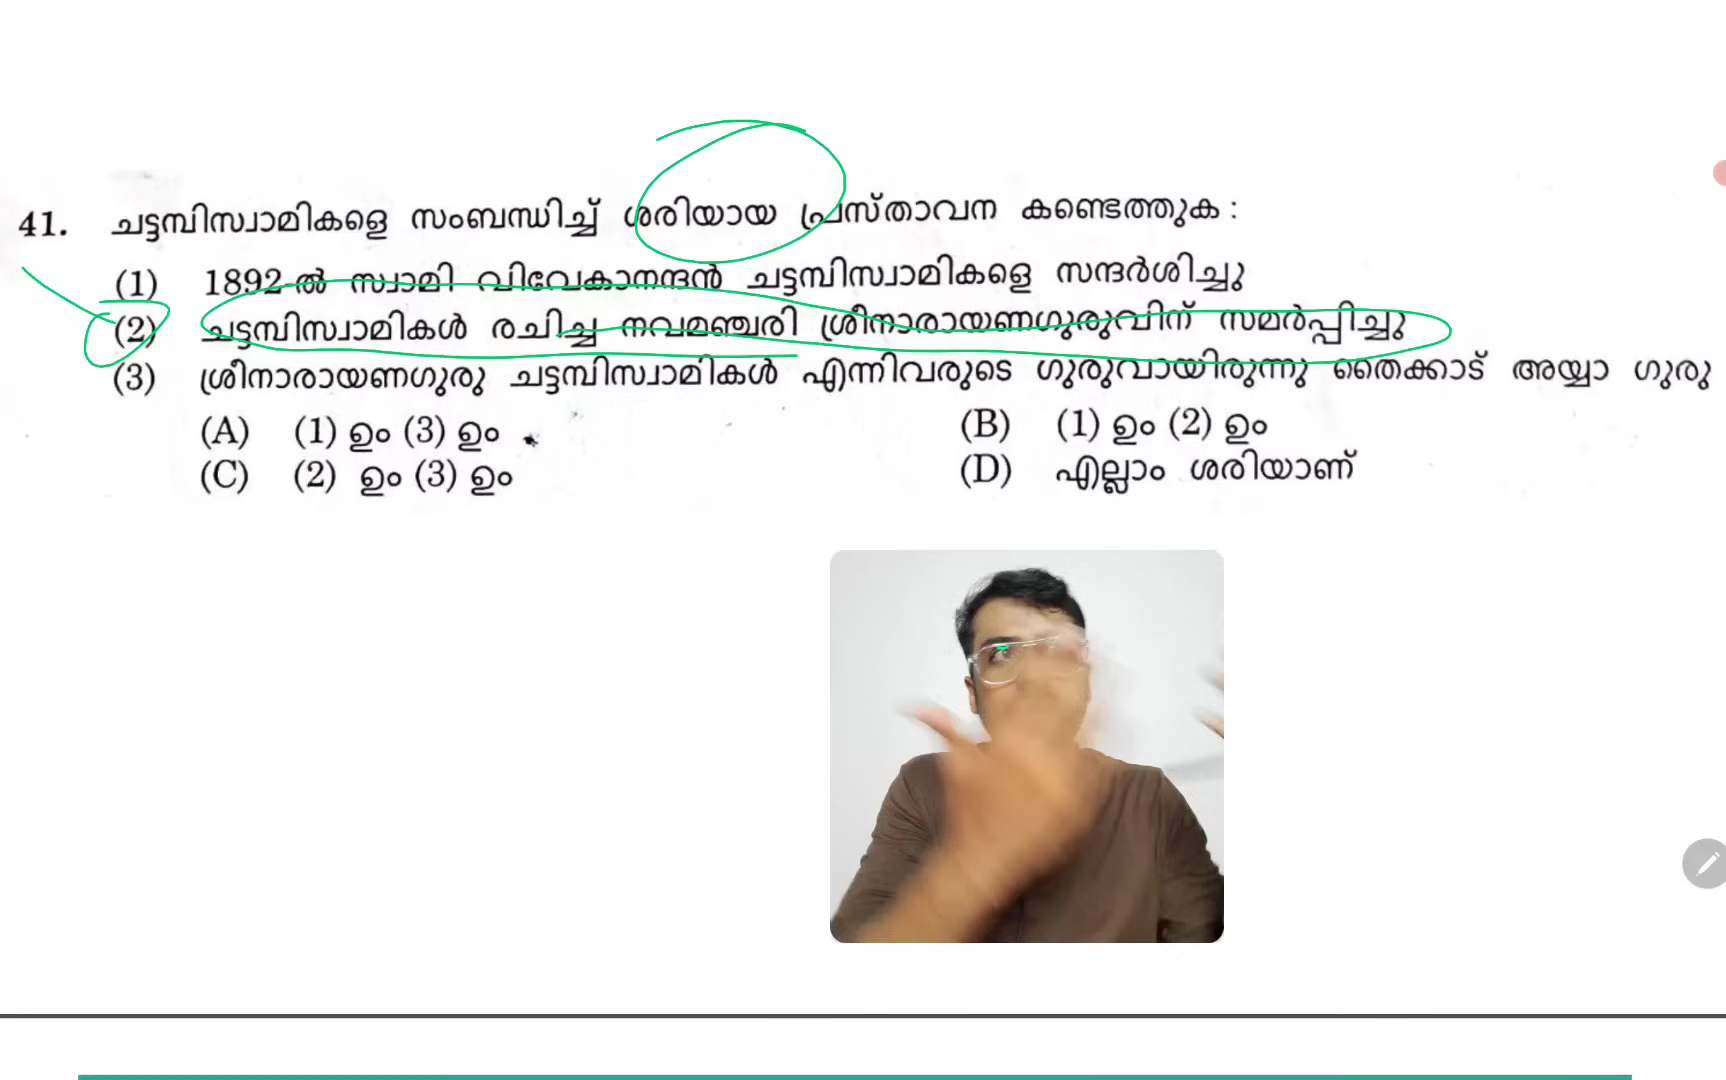 41. ചട്ടമ്പിസ്വാമികളെ സംബന്ധിച്ച് ശരിയായ പ്രസ്താവന കണ്ടെത്തുക :
(1) 1892-ൽ സ്വാമി വിവേകാനന്ദൻ ചട്ടമ്പിസ്വാമികളെ സന്ദർശിച്ചു
(2) ചട്ടമ്പിസ്വാമികൾ രചിച്ച നവമഞ്ചരി ശ്രീനാരായണഗുരുവിന് സമർപ്പിച്ചു
(3) ശ്രീനാരായണഗുരു ചട്ടമ്പിസ്വാമികൾ എന്നിവരുടെ ഗുരുവായിരുന്നു തൈക്കാട് അയ്യാ ഗുരു
(A) (1) ഉം (3) ഉം (B) (1) ഉം (2) ഉം
(C) (2) ഉം (3) ഉം (D) എല്ലാം ശരിയാണ്